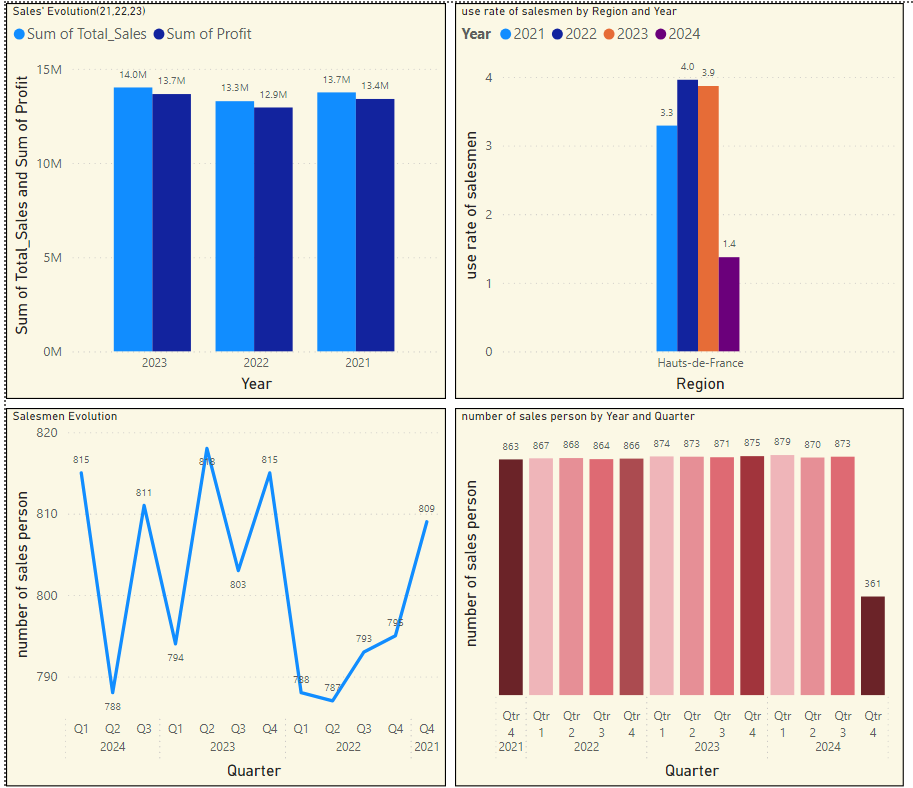 Sales' Evolution(21,22,23)
Sum of Total_Sales Sum of Profit
Sum of Total_Sales and Sum of Profit
15M
10M
5M
0M
14.0M 13.7M 13.3M 12.9M 13.7M 13.4M
2023 2022 2021
Year
use rate of salesmen by Region and Year
Year 2021 2022 2023 2024
use rate of salesmen
4
3
2
1
0
3.3 4.0 3.9 1.4
Hauts-de-France
Region
Salesmen Evolution
number of sales person
820
810
800
790
815 788 811 794 818 803 815 788 787 793 795 809
Q1 Q2 Q3 Q1 Q2 Q3 Q4 Q1 Q2 Q3 Q4 Q4
2024 2023 2022 2021
Quarter
number of sales person by Year and Quarter
number of sales person
863 867 868 864 866 874 873 871 875 879 870 873 361
Qtr Qtr Qtr Qtr Qtr Qtr Qtr Qtr Qtr Qtr Qtr Qtr Qtr
4 1 2 3 4 1 2 3 4 1 2 3 4
2021 2022 2023 2024
Quarter